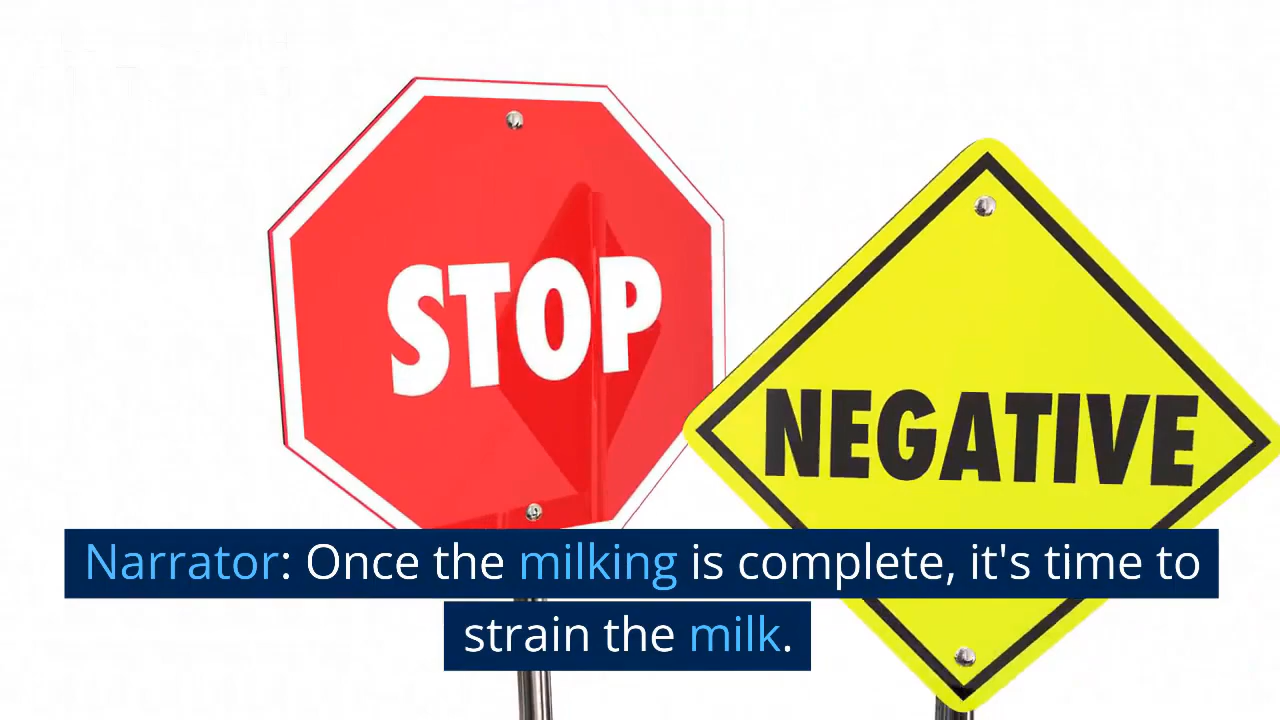 STOP
NEGATIVE
Narrator: Once the milking is complete, it's time to
strain the milk.